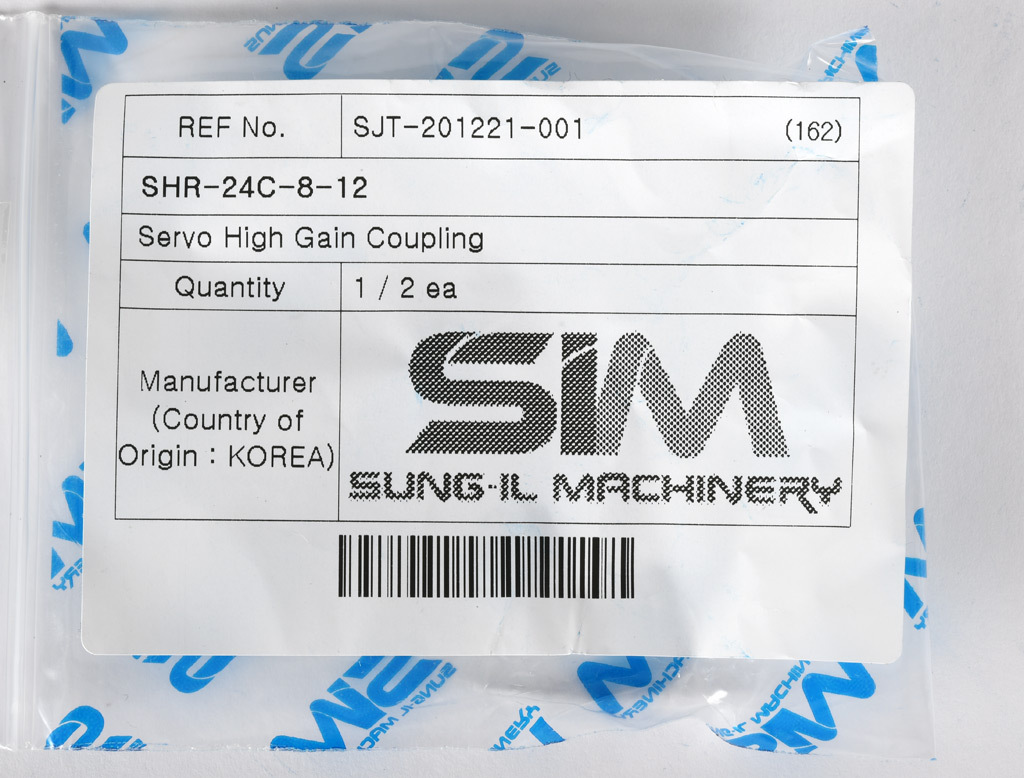 REF No. SJT-201221-001 (162)
SHR-24C-8-12
Servo High Gain Coupling
Quantity 1 / 2 ea
Manufacturer
(Country of
Origin : KOREA)
SIM
SUNG-IL MACHINERY